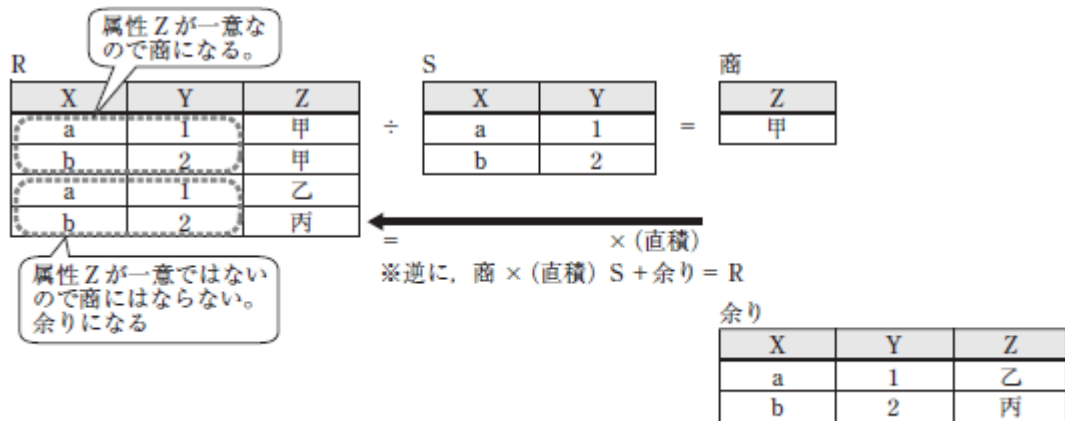 属性Zが一意な
ので商になる。
R
X Y Z
a 1 甲
b 2 甲
a 1 乙
b 2 丙
÷
S
X Y
a 1
b 2
=
商
Z
甲
= ×(直積)
※逆に，商×(直積) S+余り=R
属性Zが一意ではない
ので商にはならない。
余りになる
余り
X Y Z
a 1 乙
b 2 丙